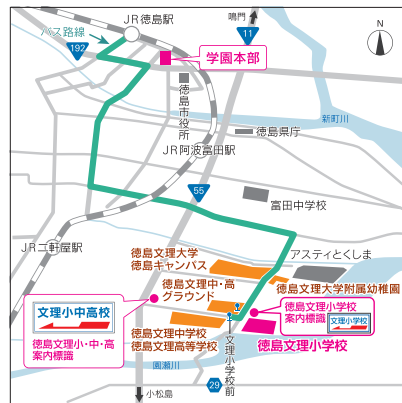 JR徳島駅
鳴門
N
バス路線
192
11
学園本部
徳島市役所
新町川
徳島県庁
JR阿波富田駅
55
富田中学校
JR二軒屋駅
アスティとくしま
徳島文理大学
徳島キャンパス
徳島文理大学附属幼稚園
徳島文理中・高
グラウンド
文理小中高校
徳島文理小・中・高
案内標識
徳島文理小学校
案内標識
文理小学校
徳島文理中学校
徳島文理高等学校
文理小学校前
徳島文理小学校
園瀬川
29
小松島